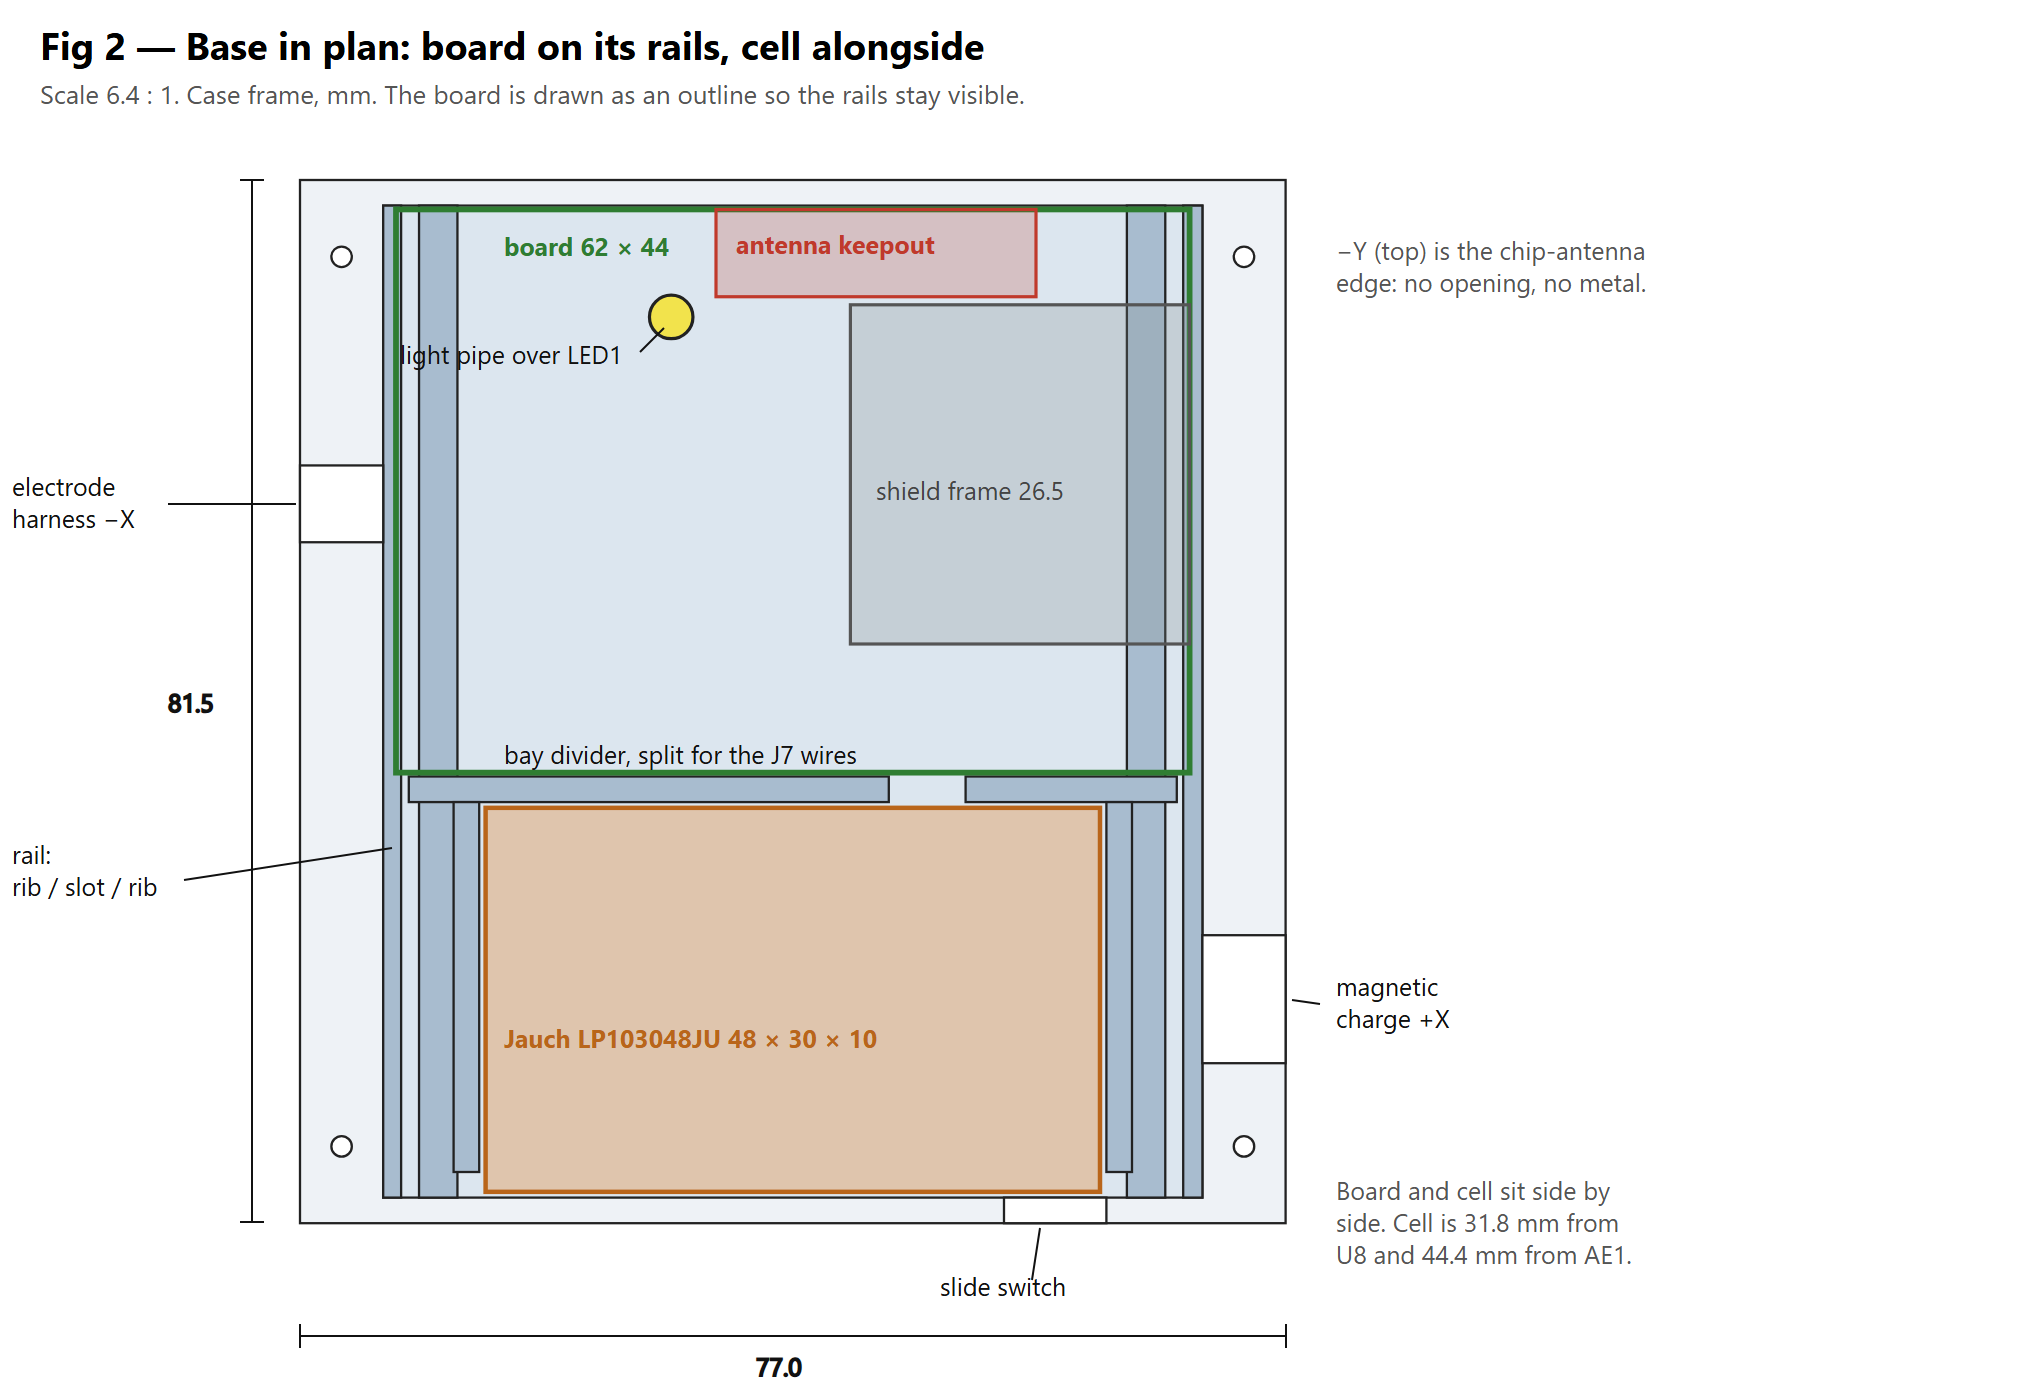 Fig 2 — Base in plan: board on its rails, cell alongside
Scale 6.4 : 1. Case frame, mm. The board is drawn as an outline so the rails stay visible.
board 62 × 44
antenna keepout
−Y (top) is the chip-antenna
edge: no opening, no metal.
light pipe over LED1
electrode
harness −X
shield frame 26.5
81.5
bay divider, split for the J7 wires
rail:
rib / slot / rib
magnetic
charge +X
Jauch LP103048JU 48 × 30 × 10
Board and cell sit side by
side. Cell is 31.8 mm from
U8 and 44.4 mm from AE1.
slide switch
77.0